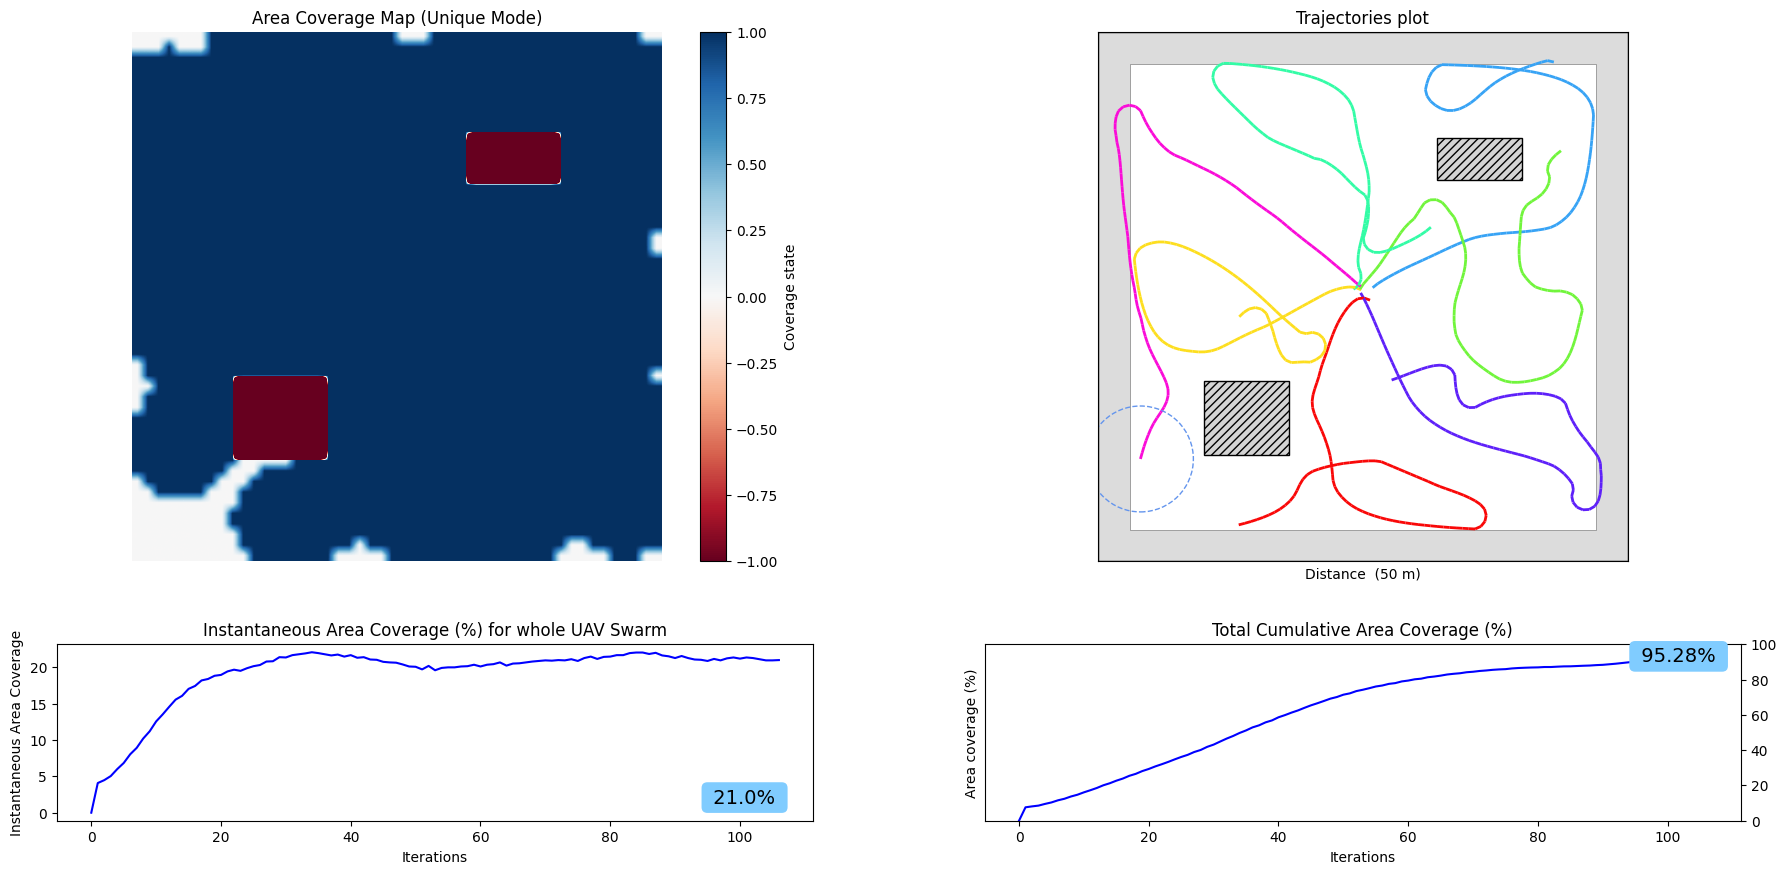 Area Coverage Map (Unique Mode)
1.00
0.75
0.50
0.25
0.00
−0.25
−0.50
−0.75
−1.00
Coverage state
Trajectories plot
Distance  (50 m)
Instantaneous Area Coverage (%) for whole UAV Swarm
Instantaneous Area Coverage
20
15
10
5
0
21.0%
0 20 40 60 80 100
Iterations
Total Cumulative Area Coverage (%)
Area coverage (%)
95.28%
100
80
60
40
20
0
0 20 40 60 80 100
Iterations